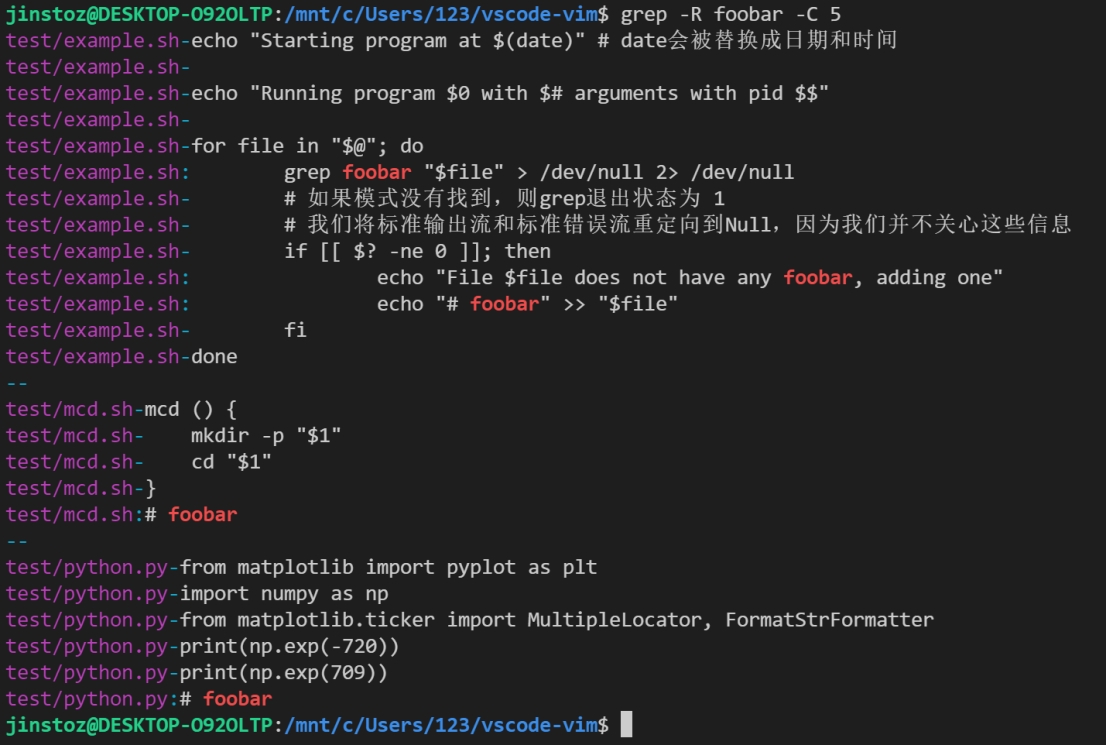 jinstoz@DESKTOP-O92OLTP:/mnt/c/Users/123/vscode-vim$ grep -R foobar -C 5
test/example.sh-echo "Starting program at $(date)" # date会被替换成日期和时间
test/example.sh-
test/example.sh-echo "Running program $0 with $# arguments with pid $$"
test/example.sh-
test/example.sh-for file in "$@"; do
test/example.sh:        grep foobar "$file" > /dev/null 2> /dev/null
test/example.sh-        # 如果模式没有找到，则grep退出状态为 1
test/example.sh-        # 我们将标准输出流和标准错误流重定向到Null，因为我们并不关心这些信息
test/example.sh-        if [[ $? -ne 0 ]]; then
test/example.sh:                echo "File $file does not have any foobar, adding one"
test/example.sh:                echo "# foobar" >> "$file"
test/example.sh-        fi
test/example.sh-done
--
test/mcd.sh-mcd () {
test/mcd.sh-    mkdir -p "$1"
test/mcd.sh-    cd "$1"
test/mcd.sh-}
test/mcd.sh:# foobar
--
test/python.py-from matplotlib import pyplot as plt
test/python.py-import numpy as np
test/python.py-from matplotlib.ticker import MultipleLocator, FormatStrFormatter
test/python.py-print(np.exp(-720))
test/python.py-print(np.exp(709))
test/python.py:# foobar
jinstoz@DESKTOP-O92OLTP:/mnt/c/Users/123/vscode-vim$